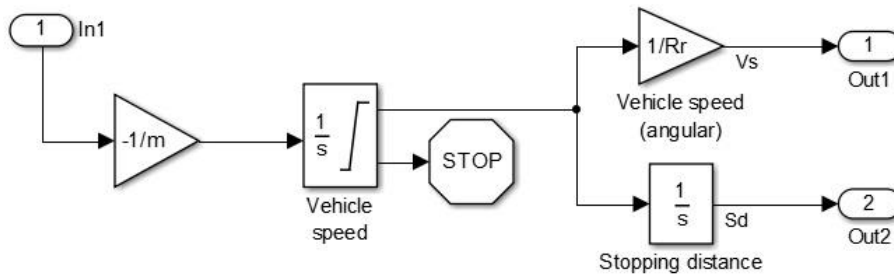 1
In1
-1/m
1
s
Vehicle
speed
STOP
1/Rr
Vehicle speed
(angular)
Vs
1
Out1
1
s
Stopping distance
Sd
2
Out2